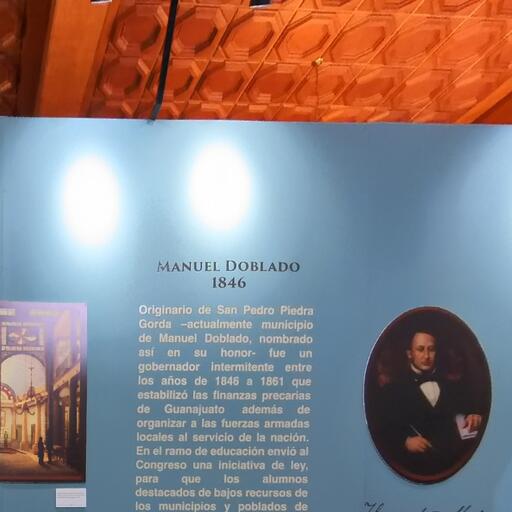 MANUEL DOBLADO
1846
Originario de San Pedro Piedra
Gorda –actualmente municipio
de Manuel Doblado, nombrado
así en su honor- fue un
gobernador intermitente entre
los años de 1846 a 1861 que
estabilizó las finanzas precarias
de Guanajuato además de
organizar a las fuerzas armadas
locales al servicio de la nación.
En el ramo de educación envió al
Congreso una iniciativa de ley,
para que los alumnos
destacados de bajos recursos de
los municipios y poblados de